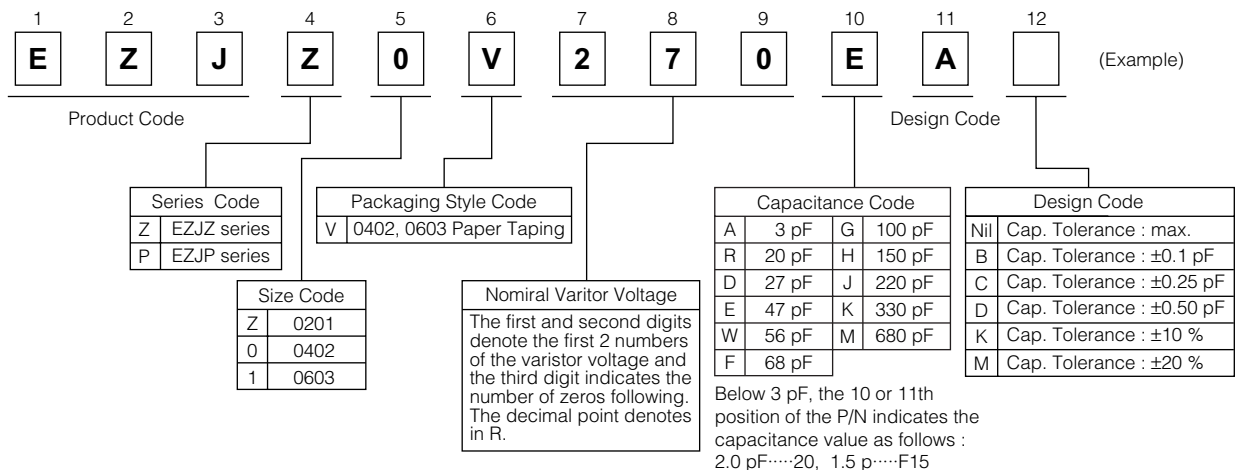 1 2 3 4 5 6 7 8 9 10 11 12
E Z J Z 0 V 2 7 0 E A (Example)
Product Code
Design Code
Series Code
Z EZJZ series
P EZJP series
Packaging Style Code
V 0402, 0603 Paper Taping
Size Code
Z 0201
0 0402
1 0603
Nomiral Varitor Voltage
The first and second digits
denote the first 2 numbers
of the varistor voltage and
the third digit indicates the
number of zeros following.
The decimal point denotes
in R.
Capacitance Code
A 3 pF G 100 pF
R 20 pF H 150 pF
D 27 pF J 220 pF
E 47 pF K 330 pF
W 56 pF M 680 pF
F 68 pF
Below 3 pF, the 10 or 11th
position of the P/N indicates the
capacitance value as follows :
2.0 pF·····20, 1.5 p·····F15
Design Code
Nil Cap. Tolerance : max.
B Cap. Tolerance : ±0.1 pF
C Cap. Tolerance : ±0.25 pF
D Cap. Tolerance : ±0.50 pF
K Cap. Tolerance : ±10 %
M Cap. Tolerance : ±20 %